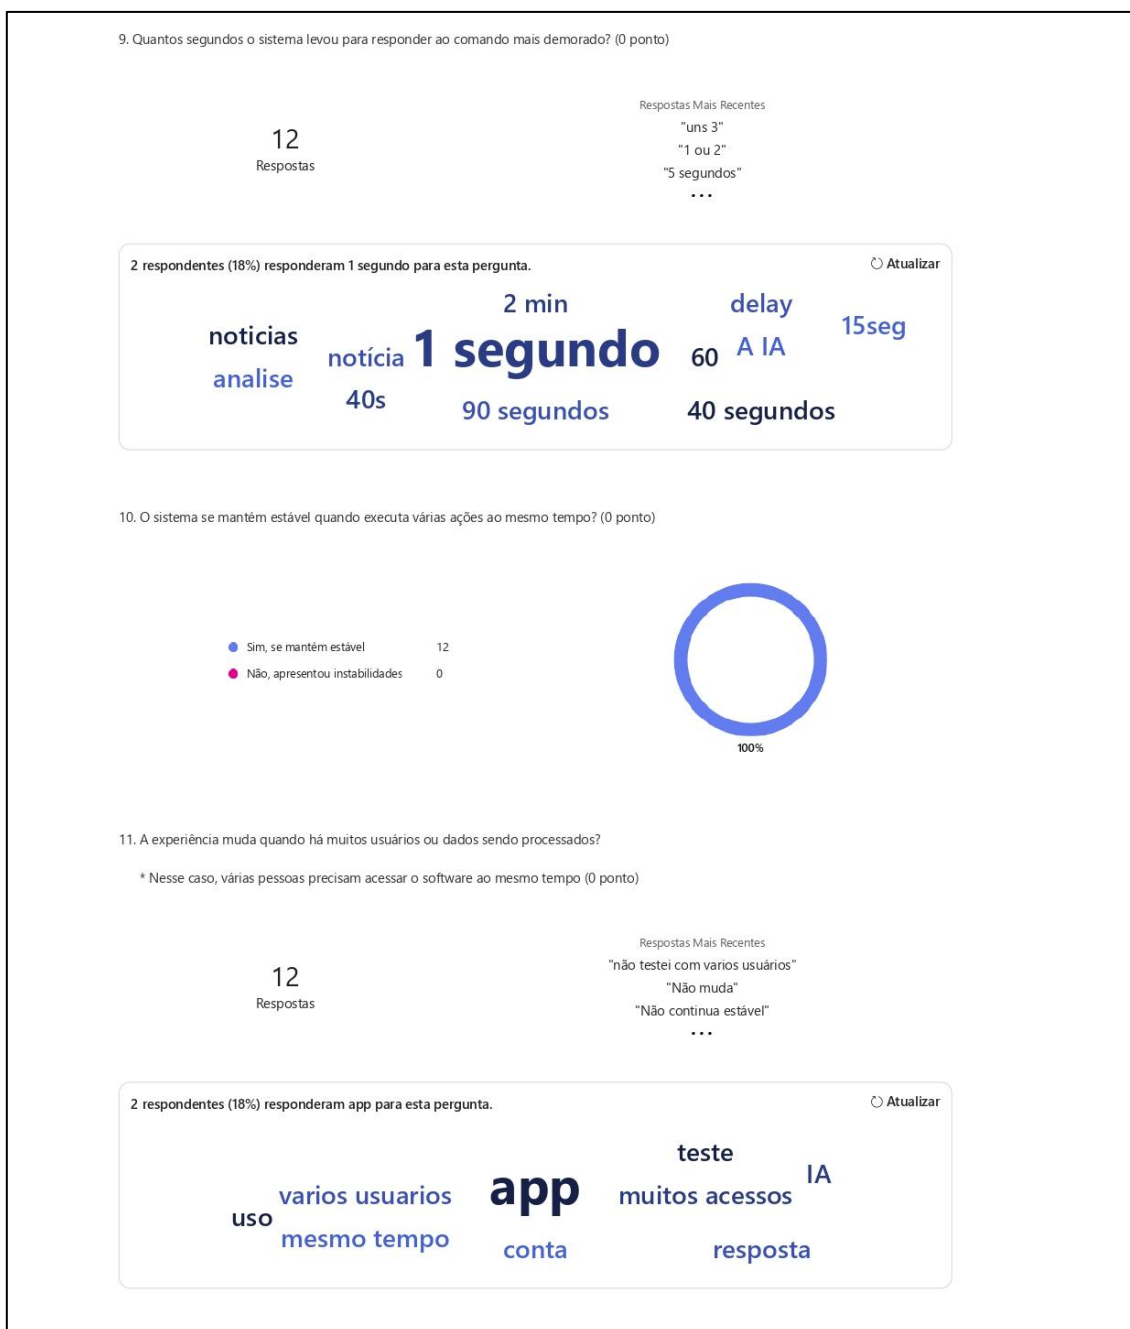 9. Quantos segundos o sistema levou para responder ao comando mais demorado? (0 ponto)
12
Respostas
Respostas Mais Recentes
"uns 3"
"1 ou 2"
"5 segundos"
...
2 respondentes (18%) responderam 1 segundo para esta pergunta.
Atualizar
2 min
delay
15seg
noticias
notícia
1 segundo
60
A IA
analise
40s
90 segundos
40 segundos
10. O sistema se mantém estável quando executa várias ações ao mesmo tempo? (0 ponto)
Sim, se mantém estável 12
Não, apresentou instabilidades 0
100%
11. A experiência muda quando há muitos usuários ou dados sendo processados?
* Nesse caso, várias pessoas precisam acessar o software ao mesmo tempo (0 ponto)
12
Respostas
Respostas Mais Recentes
"não testei com varios usuários"
"Não muda"
"Não continua estável"
...
2 respondentes (18%) responderam app para esta pergunta.
Atualizar
teste
IA
varios usuarios
app
muitos acessos
uso
mesmo tempo
conta
resposta